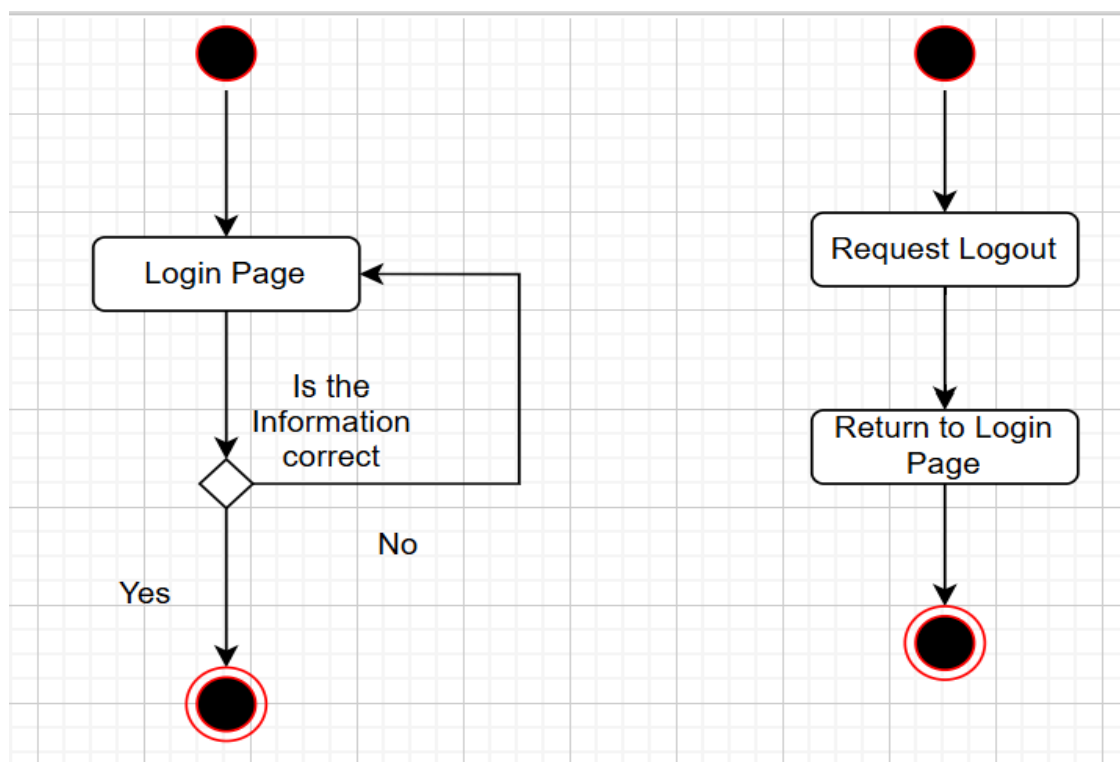 Login Page
Is the
Information
correct
No
Yes
Request Logout
Return to Login
Page